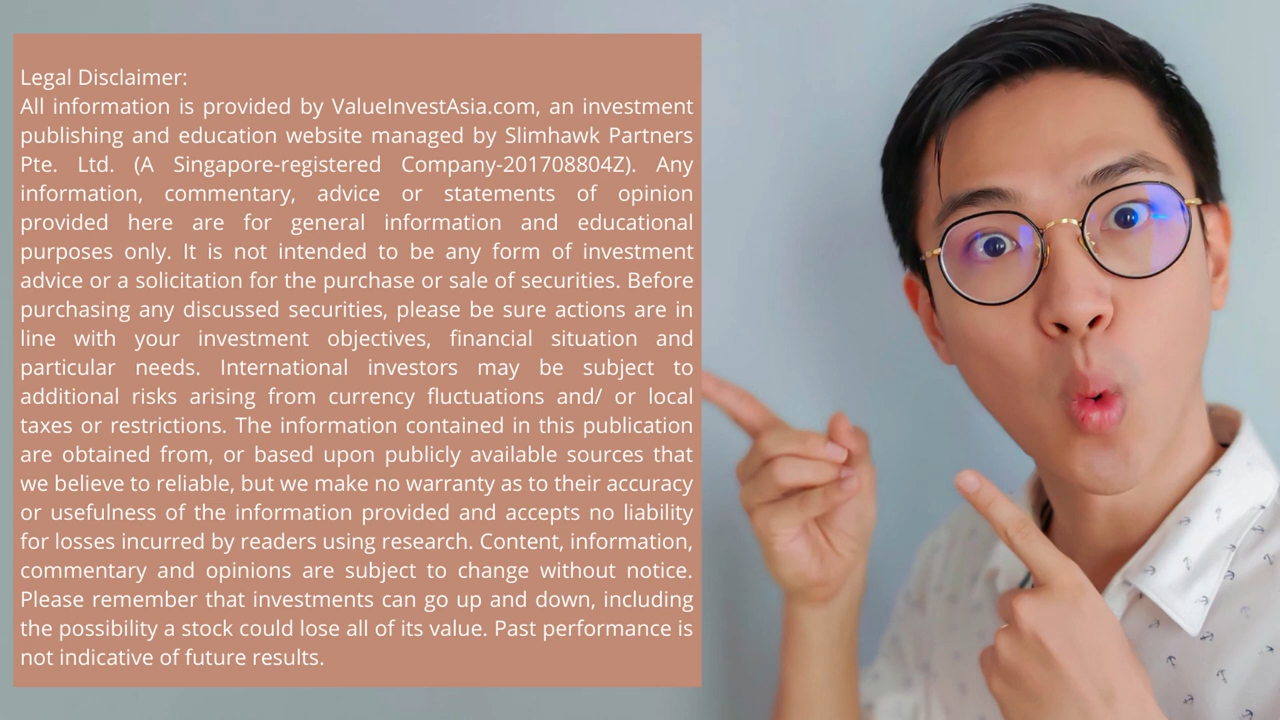 Legal Disclaimer:
All information is provided by ValueInvestAsia.com, an investment
publishing and education website managed by Slimhawk Partners
Pte. Ltd. (A Singapore-registered Company-201708804Z). Any
information, commentary, advice or statements of opinion
provided here are for general information and educational
purposes only. It is not intended to be any form of investment
advice or a solicitation for the purchase or sale of securities. Before
purchasing any discussed securities, please be sure actions are in
line with your investment objectives, financial situation and
particular needs. International investors may be subject to
additional risks arising from currency fluctuations and/ or local
taxes or restrictions. The information contained in this publication
are obtained from, or based upon publicly available sources that
we believe to reliable, but we make no warranty as to their accuracy
or usefulness of the information provided and accepts no liability
for losses incurred by readers using research. Content, information,
commentary and opinions are subject to change without notice.
Please remember that investments can go up and down, including
the possibility a stock could lose all of its value. Past performance is
not indicative of future results.